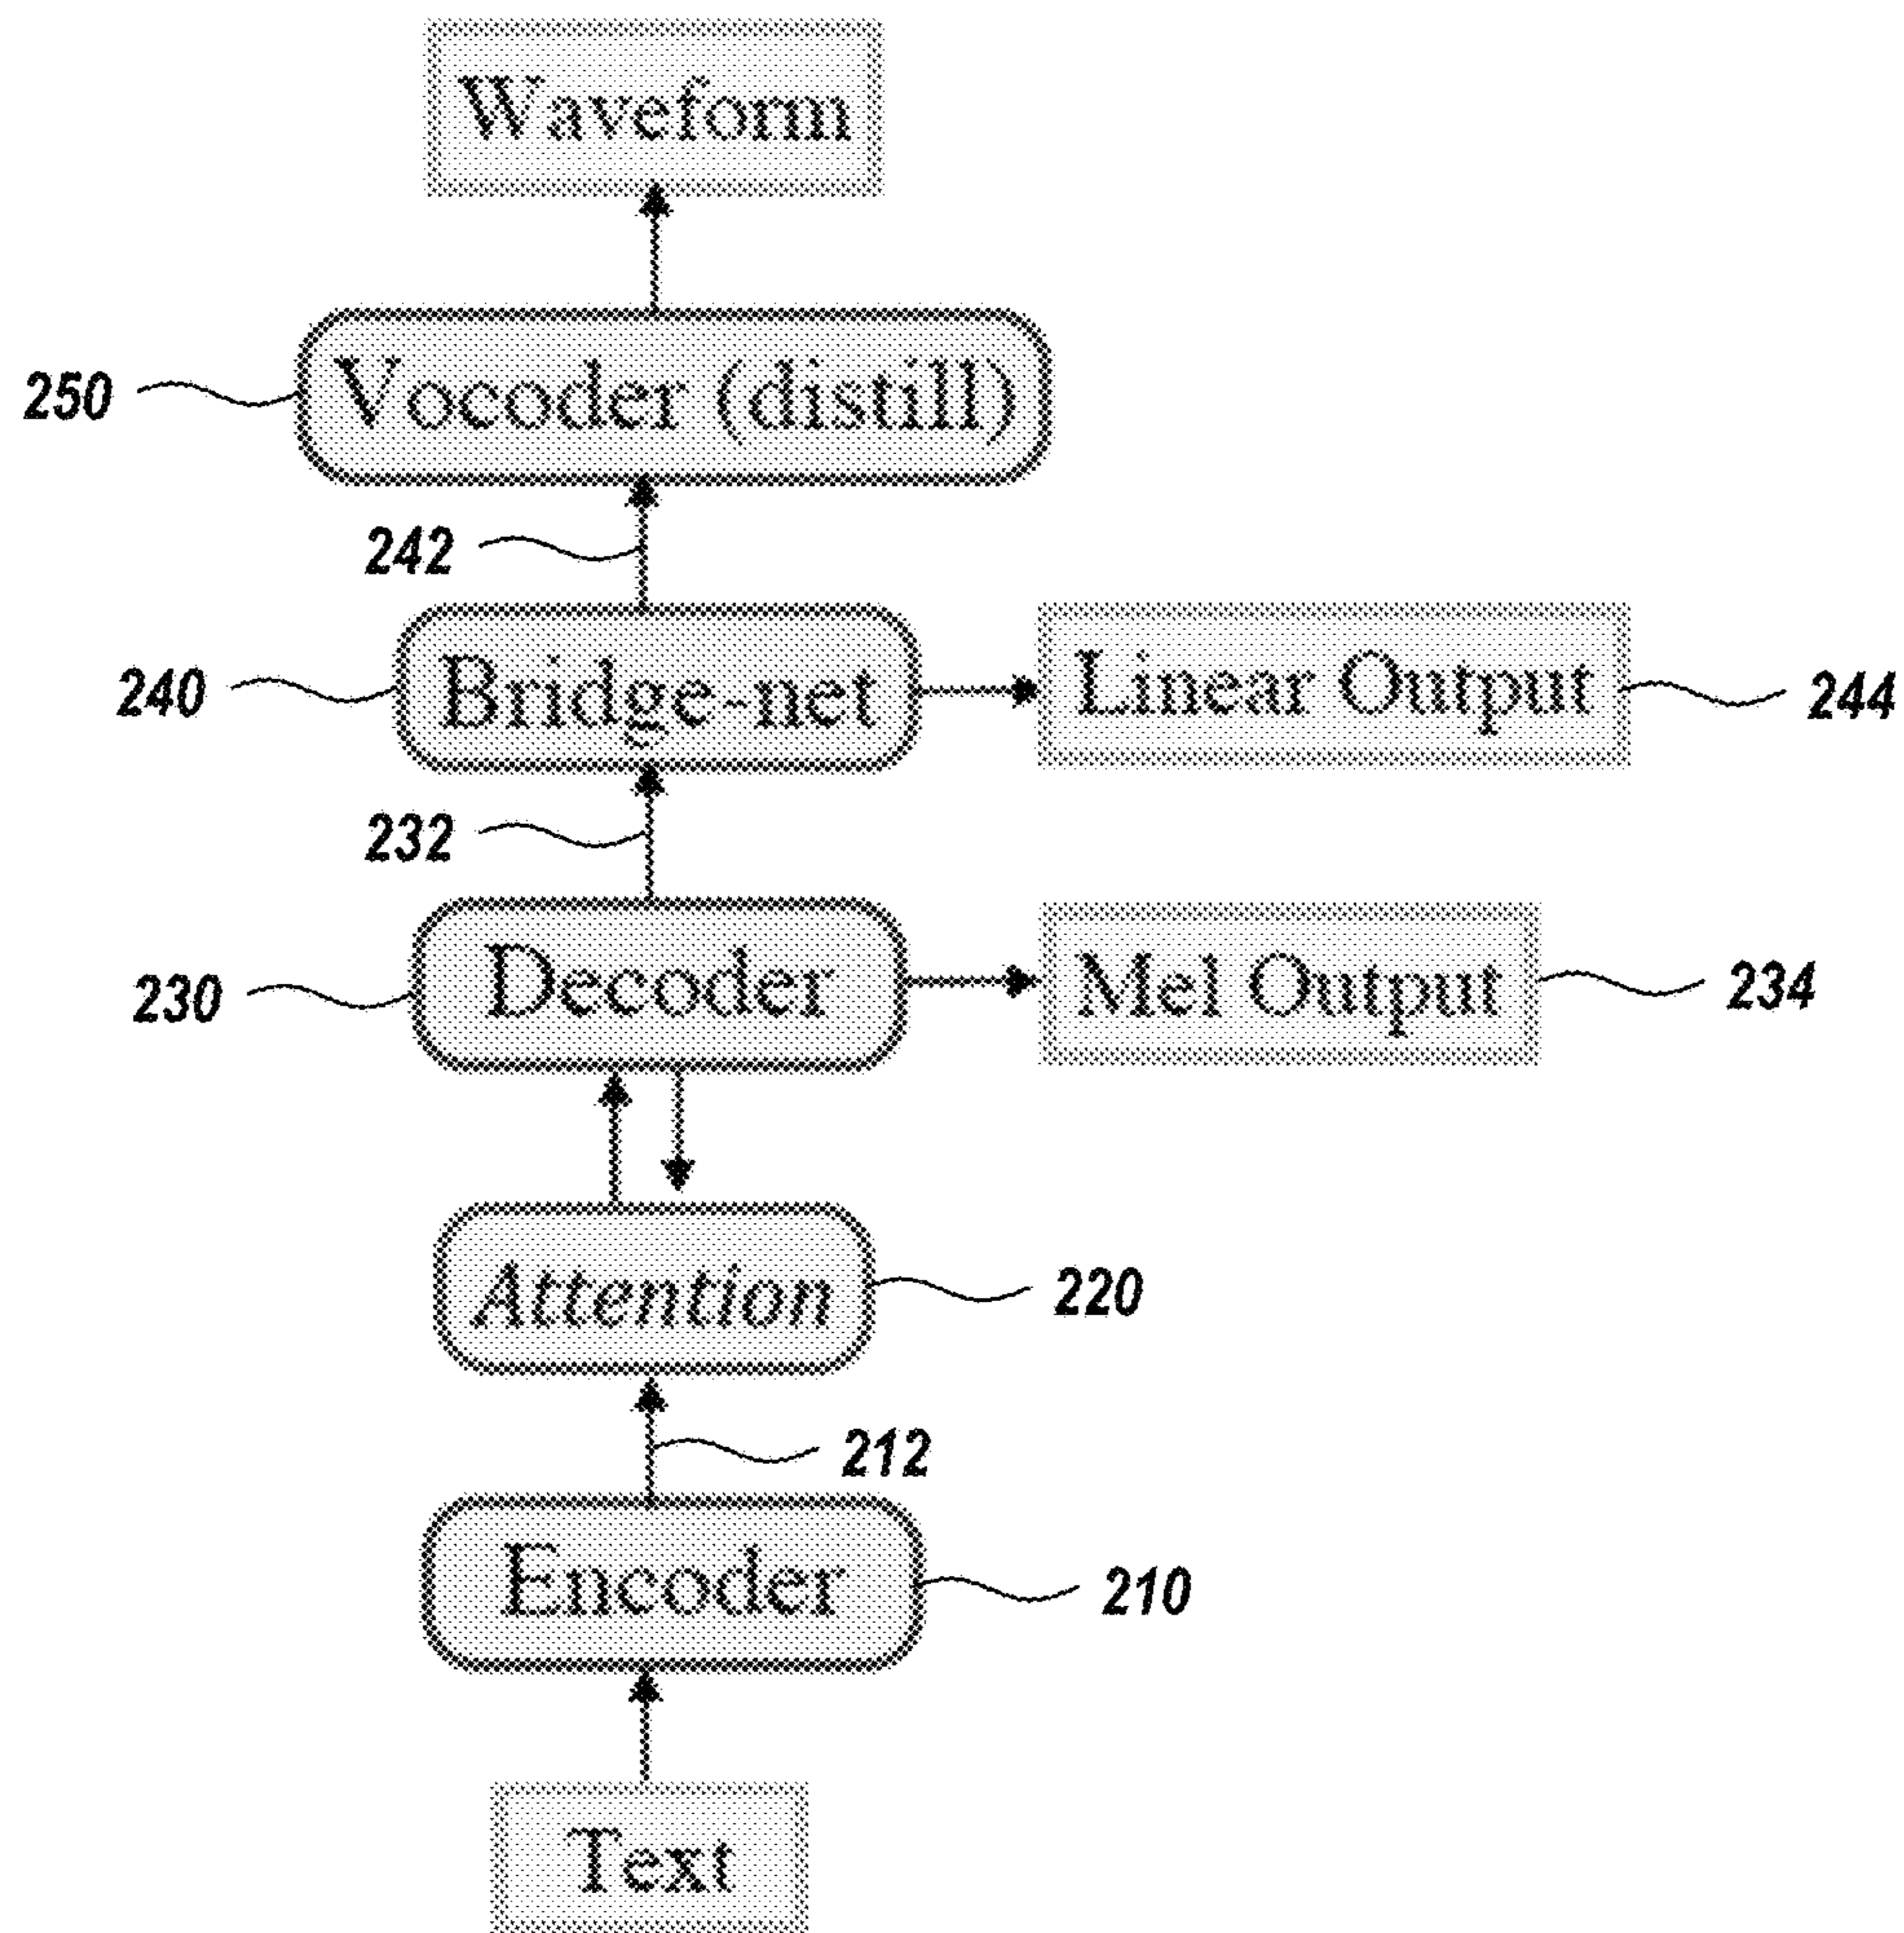 Waveform
250 Vocoder (distill)
242
240 Bridge-net Linear Output 244
232
230 Decoder Mel Output 234
Attention 220
212
Encoder 210
Text